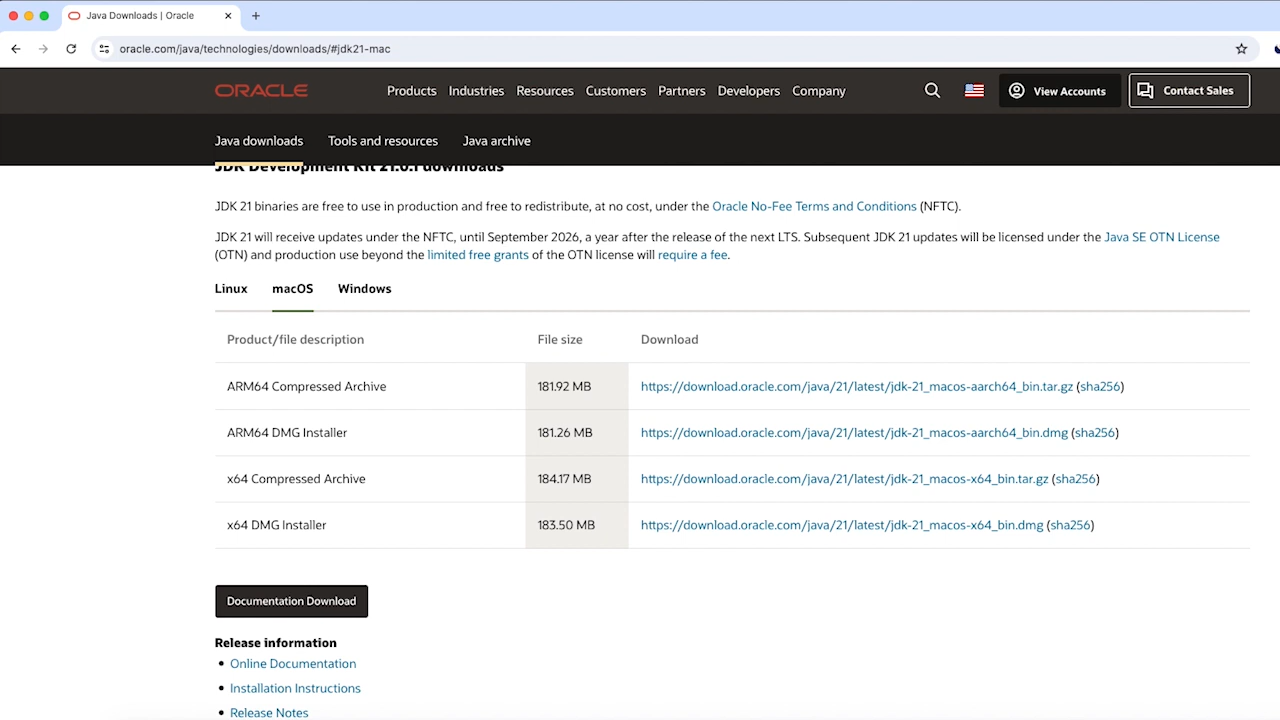 Java Downloads | Oracle
oracle.com/java/technologies/downloads/#jdk21-mac
ORACLE Products Industries Resources Customers Partners Developers Company View Accounts Contact Sales
Java downloads Tools and resources Java archive
JDK Development Kit 21.0.1 downloads
JDK 21 binaries are free to use in production and free to redistribute, at no cost, under the Oracle No-Fee Terms and Conditions (NFTC).
JDK 21 will receive updates under the NFTC, until September 2026, a year after the release of the next LTS. Subsequent JDK 21 updates will be licensed under the Java SE OTN License
(OTN) and production use beyond the limited free grants of the OTN license will require a fee.
Linux macOS Windows
Product/file description File size Download
ARM64 Compressed Archive 181.92 MB https://download.oracle.com/java/21/latest/jdk-21_macos-aarch64_bin.tar.gz (sha256)
ARM64 DMG Installer 181.26 MB https://download.oracle.com/java/21/latest/jdk-21_macos-aarch64_bin.dmg (sha256)
x64 Compressed Archive 184.17 MB https://download.oracle.com/java/21/latest/jdk-21_macos-x64_bin.tar.gz (sha256)
x64 DMG Installer 183.50 MB https://download.oracle.com/java/21/latest/jdk-21_macos-x64_bin.dmg (sha256)
Documentation Download
Release information
• Online Documentation
• Installation Instructions
• Release Notes